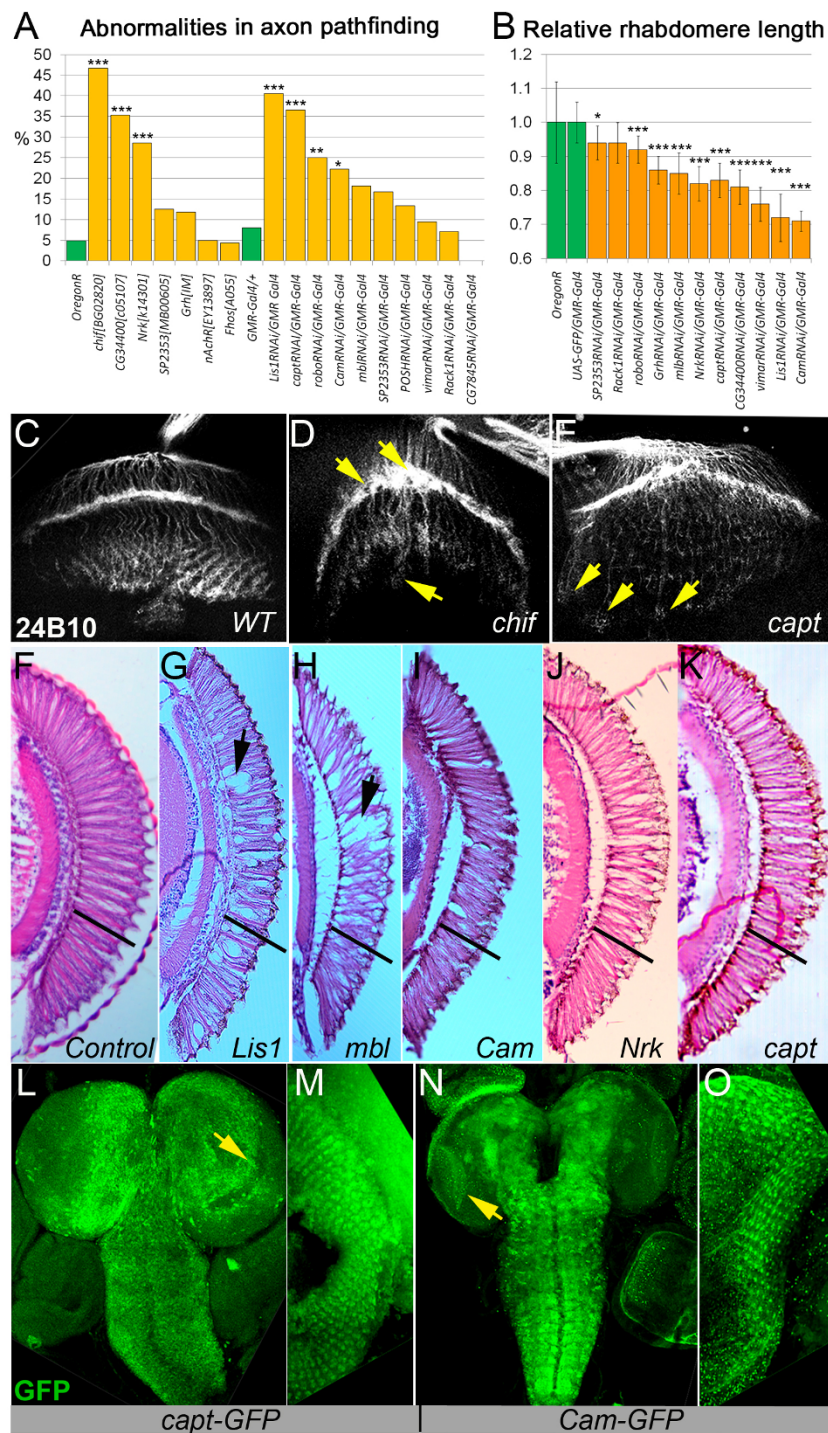 A Abnormalities in axon pathfinding
50
45
40
35
30
25
20
15
10
5
0
%
***
***
***
***
***
**
*
OregonR
chif[BG02820]
CG34400[c05107]
Nrk[k14301]
SP2353[MB00605]
Grh[IM]
nAchR[EY13897]
Fhos[A055]
GMR-Gal4/+
Lis1RNAi/GMR Gal4
captRNAi/GMR-Gal4
roboRNAi/GMR-Gal4
CamRNAi/GMR-Gal4
mblRNAi/GMR-Gal4
SP2353RNAi/GMR-Gal4
POSHRNAi/GMR-Gal4
vimarRNAi/GMR-Gal4
Rack1RNAi/GMR-Gal4
CG7845RNAi/GMR-Gal4
B Relative rhabdomere length
1.2
1.1
1.0
0.9
0.8
0.7
0.6
*
***
***
***
***
***
***
***
***
***
OregonR
UAS-GFP/GMR-Gal4
SP2353RNAi/GMR-Gal4
Rack1RNAi/GMR-Gal4
roboRNAi/GMR-Gal4
GrhRNAi/GMR-Gal4
mlbRNAi/GMR-Gal4
NrkRNAi/GMR-Gal4
captRNAi/GMR-Gal4
CG34400RNAi/GMR-Gal4
vimarRNAi/GMR-Gal4
Lis1RNAi/GMR-Gal4
CamRNAi/GMR-Gal4
C
24B10
WT
D
chif
E
capt
F
Control
G
Lis1
H
mbl
I
Cam
J
Nrk
K
capt
L
M
N
O
GFP
capt-GFP
Cam-GFP